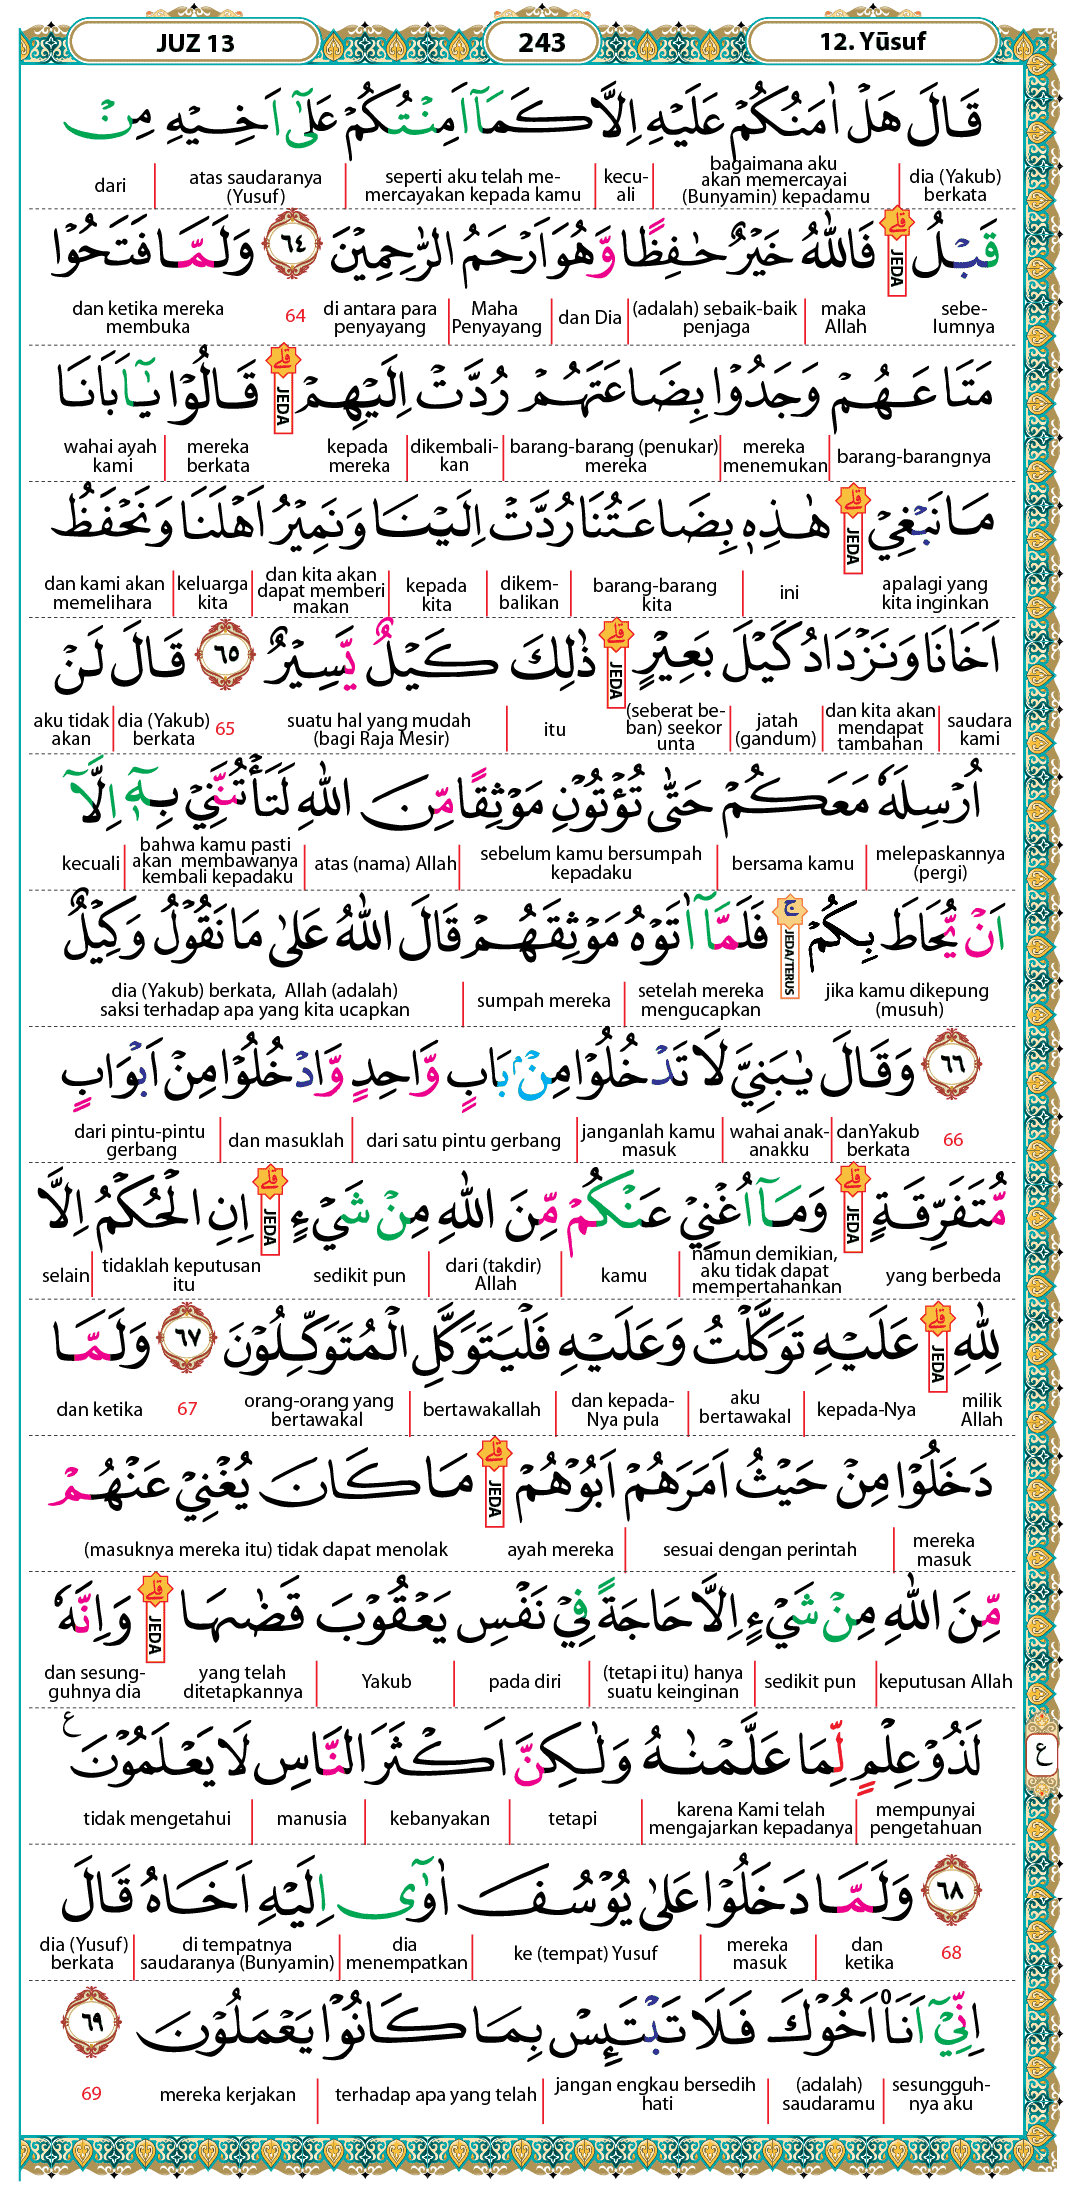 JUZ 13 243 12. Yūsuf
قَالَ هَلْ اٰمَنُكُمْ عَلَيْهِ اِلَّا كَمَآ اَمِنْتُكُمْ عَلٰٓى اَخِيْهِ مِنْ
dia (Yakub) berkata | bagaimana aku akan memercayai (Bunyamin) kepadamu | kecu-ali | seperti aku telah me-mercayakan kepada kamu | atas saudaranya (Yusuf) | dari
قَبْلُۗ JEDA فَاللّٰهُ خَيْرٌ حٰفِظًا وَّهُوَ اَرْحَمُ الرّٰحِمِيْنَ ٦٤ وَلَمَّا فَتَحُوْا
sebe-lumnya | maka Allah | (adalah) sebaik-baik penjaga | dan Dia | Maha Penyayang | di antara para penyayang 64 dan ketika mereka membuka
مَتَاعَهُمْ وَجَدُوْا بِضَاعَتَهُمْ رُدَّتْ اِلَيْهِمْۗ JEDA قَالُوْا يٰٓاَبَانَا
barang-barangnya | mereka menemukan | barang-barang (penukar) mereka | dikembali-kan | kepada mereka mereka berkata | wahai ayah kami
مَا نَبْغِيْۗ JEDA هٰذِهٖ بِضَاعَتُنَا رُدَّتْ اِلَيْنَا وَنَمِيْرُ اَهْلَنَا وَنَحْفَظُ
apalagi yang kita inginkan ini | barang-barang kita | dikem-balikan | kepada kita | dan kita akan dapat memberi makan | keluarga kita | dan kami akan memelihara
اَخَانَا وَنَزْدَادُ كَيْلَ بَعِيْرٍۗ JEDA ذٰلِكَ كَيْلٌ يَّسِيْرٌ ٦٥ قَالَ لَنْ
saudara kami | dan kita akan mendapat tambahan | jatah (gandum) | (seberat be-ban) seekor unta itu | suatu hal yang mudah (bagi Raja Mesir) 65 dia (Yakub) berkata | aku tidak akan
اُرْسِلَهٗ مَعَكُمْ حَتّٰى تُؤْتُوْنِ مَوْثِقًا مِّنَ اللّٰهِ لَتَأْتُنَّنِيْ بِهٖٓ اِلَّآ
melepaskannya (pergi) | bersama kamu | sebelum kamu bersumpah kepadaku | atas (nama) Allah | bahwa kamu pasti akan membawanya kembali kepadaku | kecuali
اَنْ يُّحَاطَ بِكُمْۚ JEDA/TERUS فَلَمَّآ اٰتَوْهُ مَوْثِقَهُمْ قَالَ اللّٰهُ عَلٰى مَا نَقُوْلُ وَكِيْلٌ
jika kamu dikepung (musuh) setelah mereka mengucapkan | sumpah mereka | dia (Yakub) berkata, Allah (adalah) saksi terhadap apa yang kita ucapkan
٦٦ وَقَالَ يٰبَنِيَّ لَا تَدْخُلُوْا مِنْۢ بَابٍ وَّاحِدٍ وَّادْخُلُوْا مِنْ اَبْوَابٍ
66 danYakub berkata | wahai anak-anakku | janganlah kamu masuk | dari satu pintu gerbang | dan masuklah | dari pintu-pintu gerbang
مُّتَفَرِّقَةٍۗ JEDA وَمَآ اُغْنِيْ عَنْكُمْ مِّنَ اللّٰهِ مِنْ شَيْءٍۗ JEDA اِنِ الْحُكْمُ اِلَّا
yang berbeda namun demikian, aku tidak dapat mempertahankan | kamu | dari (takdir) Allah | sedikit pun tidaklah keputusan itu | selain
لِلّٰهِۗ JEDA عَلَيْهِ تَوَكَّلْتُ وَعَلَيْهِ فَلْيَتَوَكَّلِ الْمُتَوَكِّلُوْنَ ٦٧ وَلَمَّا
milik Allah kepada-Nya | aku bertawakal | dan kepada-Nya pula | bertawakallah | orang-orang yang bertawakal 67 dan ketika
دَخَلُوْا مِنْ حَيْثُ اَمَرَهُمْ اَبُوْهُمْۗ JEDA مَا كَانَ يُغْنِيْ عَنْهُمْ
mereka masuk | sesuai dengan perintah | ayah mereka (masuknya mereka itu) tidak dapat menolak
مِّنَ اللّٰهِ مِنْ شَيْءٍ اِلَّا حَاجَةً فِيْ نَفْسِ يَعْقُوْبَ قَضٰىهَاۗ JEDA وَاِنَّهٗ
keputusan Allah | sedikit pun | (tetapi itu) hanya suatu keinginan | pada diri | Yakub | yang telah ditetapkannya dan sesung-guhnya dia
لَذُوْ عِلْمٍ لِّمَا عَلَّمْنٰهُ وَلٰكِنَّ اَكْثَرَ النَّاسِ لَا يَعْلَمُوْنَ ع
ع
mempunyai pengetahuan | karena Kami telah mengajarkan kepadanya | tetapi | kebanyakan | manusia | tidak mengetahui
٦٨ وَلَمَّا دَخَلُوْا عَلٰى يُوْسُفَ اٰوٰٓى اِلَيْهِ اَخَاهُ قَالَ
68 dan ketika | mereka masuk | ke (tempat) Yusuf | dia menempatkan | di tempatnya saudaranya (Bunyamin) | dia (Yusuf) berkata
اِنِّيْٓ اَنَا۠ اَخُوْكَ فَلَا تَبْتَىِٕسْ بِمَا كَانُوْا يَعْمَلُوْنَ ٦٩
sesungguh-nya aku | (adalah) saudaramu | jangan engkau bersedih hati | terhadap apa yang telah | mereka kerjakan 69